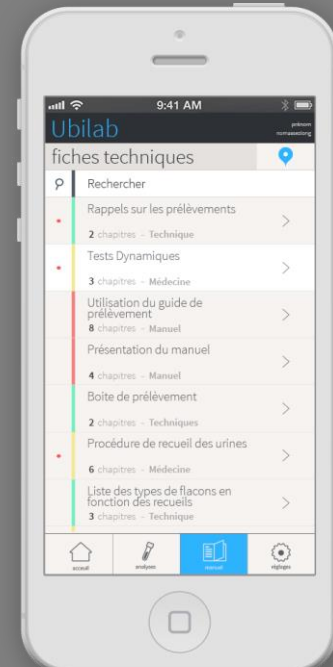 9:41 AM
Ubilab
prénom
nomassezlong
fiches techniques
Rechercher
Rappels sur les prélèvements
2 chapitres - Technique
Tests Dynamiques
3 chapitres - Médecine
Utilisation du guide de
prélèvement
8 chapitres - Manuel
Présentation du manuel
4 chapitres - Manuel
Boite de prélèvement
2 chapitres - Techniques
Procédure de recueil des urines
6 chapitres - Médecine
Liste des types de flacons en
fonction des recueils
3 chapitres - Technique
acceuil analyses manuel réglages